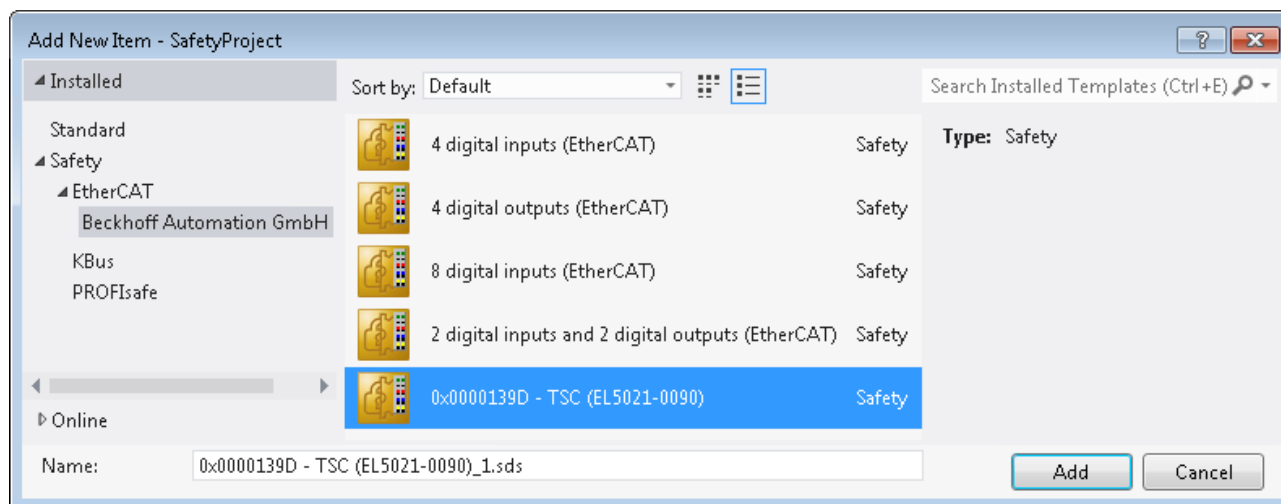 Add New Item - SafetyProject
Installed
Sort by: Default
Search Installed Templates (Ctrl+E)
Standard
Safety
EtherCAT
Beckhoff Automation GmbH
KBus
PROFIsafe
Online
4 digital inputs (EtherCAT) Safety
4 digital outputs (EtherCAT) Safety
8 digital inputs (EtherCAT) Safety
2 digital inputs and 2 digital outputs (EtherCAT) Safety
0x0000139D - TSC (EL5021-0090) Safety
Type: Safety
Name: 0x0000139D - TSC (EL5021-0090)_1.sds
Add Cancel